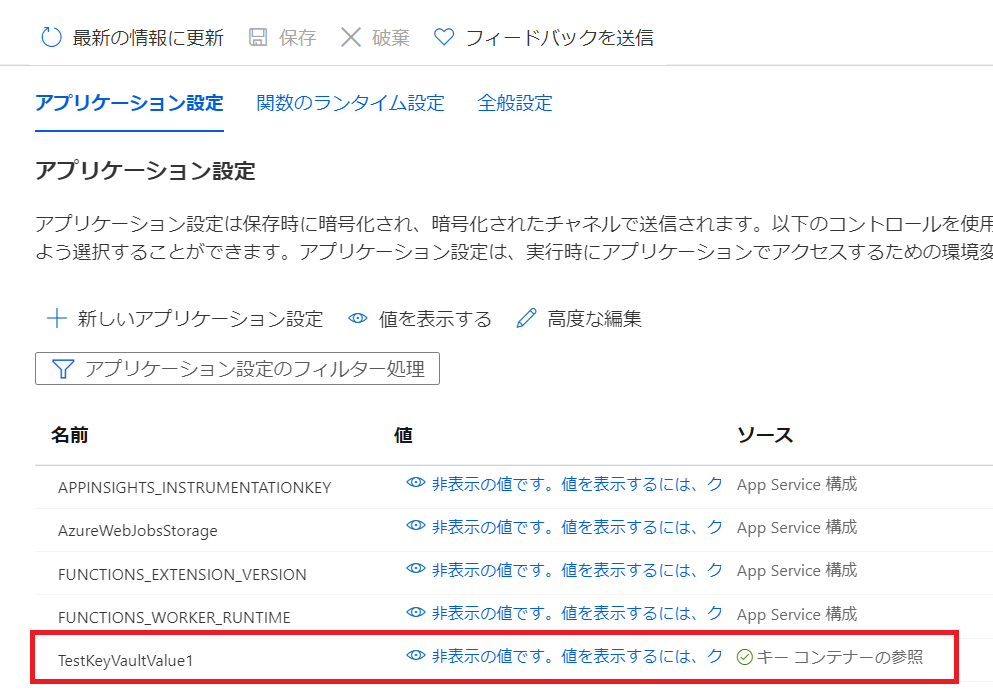 最新の情報に更新 保存 破棄 フィードバックを送信
アプリケーション設定 関数のランタイム設定 全般設定
アプリケーション設定
アプリケーション設定は保存時に暗号化され、暗号化されたチャネルで送信されます。以下のコントロールを使用
よう選択することができます。アプリケーション設定は、実行時にアプリケーションでアクセスするための環境変
新しいアプリケーション設定 値を表示する 高度な編集
アプリケーション設定のフィルター処理
名前 値 ソース
APPINSIGHTS_INSTRUMENTATIONKEY 非表示の値です。値を表示するには、ク App Service 構成
AzureWebJobsStorage 非表示の値です。値を表示するには、ク App Service 構成
FUNCTIONS_EXTENSION_VERSION 非表示の値です。値を表示するには、ク App Service 構成
FUNCTIONS_WORKER_RUNTIME 非表示の値です。値を表示するには、ク App Service 構成
TestKeyVaultValue1 非表示の値です。値を表示するには、ク キー コンテナーの参照